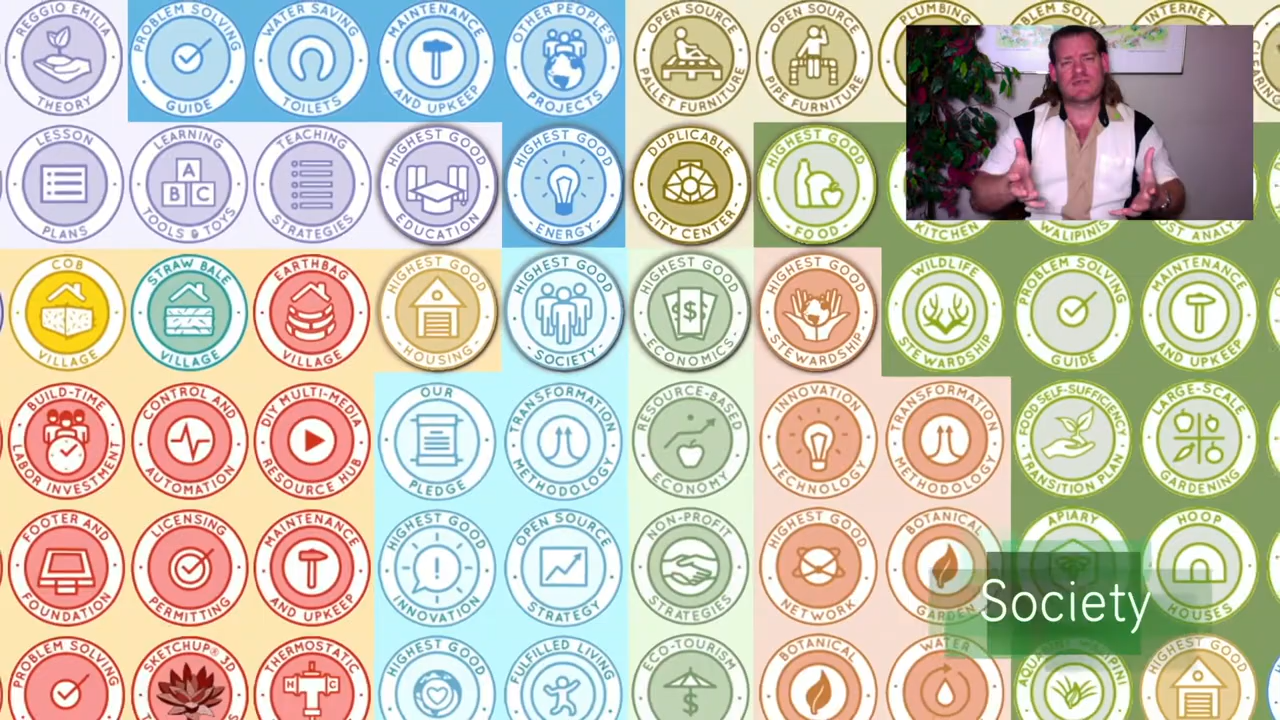 REGGIO EMILIA THEORY
PROBLEM SOLVING GUIDE
WATER SAVING TOILETS
MAINTENANCE AND UPKEEP
OTHER PEOPLE'S PROJECTS
OPEN SOURCE PALLET FURNITURE
OPEN SOURCE PIPE FURNITURE
PLUMBING
INTERNET
LESSON PLANS
LEARNING TOOLS & TOYS
A
B C
TEACHING STRATEGIES
HIGHEST GOOD - EDUCATION -
HIGHEST GOOD - ENERGY -
DUPLICABLE - CITY CENTER -
HIGHEST GOOD - FOOD -
KITCHEN
WALIPINIS
COB VILLAGE
STRAW BALE VILLAGE
EARTHBAG VILLAGE
HIGHEST GOOD - HOUSING -
HIGHEST GOOD - SOCIETY -
HIGHEST GOOD ECONOMICS
HIGHEST GOOD STEWARDSHIP
WILDLIFE STEWARDSHIP
PROBLEM SOLVING GUIDE
MAINTENANCE AND UPKEEP
BUILD-TIME LABOR INVESTMENT
CONTROL AND AUTOMATION
DIY MULTI-MEDIA RESOURCE HUB
OUR PLEDGE
TRANSFORMATION METHODOLOGY
RESOURCE-BASED ECONOMY
INNOVATION TECHNOLOGY
TRANSFORMATION METHODOLOGY
FOOD SELF-SUFFICIENCY TRANSITION PLAN
LARGE-SCALE GARDENING
FOOTER AND FOUNDATION
LICENSING PERMITTING
MAINTENANCE AND UPKEEP
HIGHEST GOOD INNOVATION
OPEN SOURCE STRATEGY
NON-PROFIT STRATEGIES
HIGHEST GOOD NETWORK
BOTANICAL GARDEN
APIARY
HOOP HOUSES
Society
PROBLEM SOLVING
SKETCHUP® 3D
THERMOSTATIC
H C
HIGHEST GOOD
FULFILLED LIVING
ECO-TOURISM
$
BOTANICAL
WATER
HIGHEST GOOD